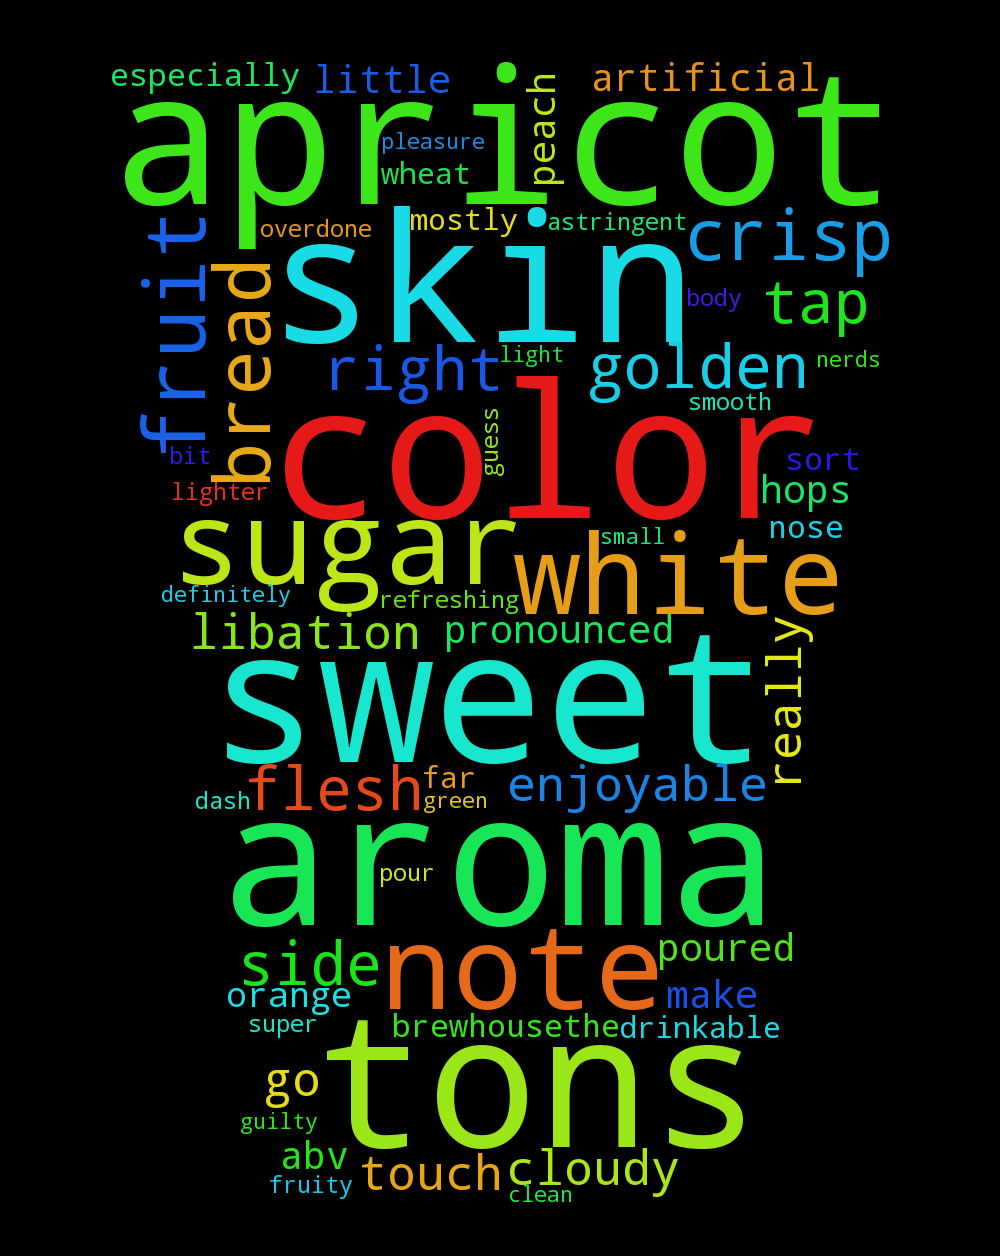 especially little artificial
apricot
peach
pleasure
wheat
fruit
overdone mostly astringent crisp
skin
bread
body tap
right light golden nerds
smooth
color
guess
bit sort
lighter hops
sugar nose
white small
definitely refreshing
libation pronounced
really
sweet
flesh far enjoyable
dash green
aroma
pour
side note poured
orange make
super brewhousethe drinkable
tons
go
guilty
abv touch cloudy
fruity clean